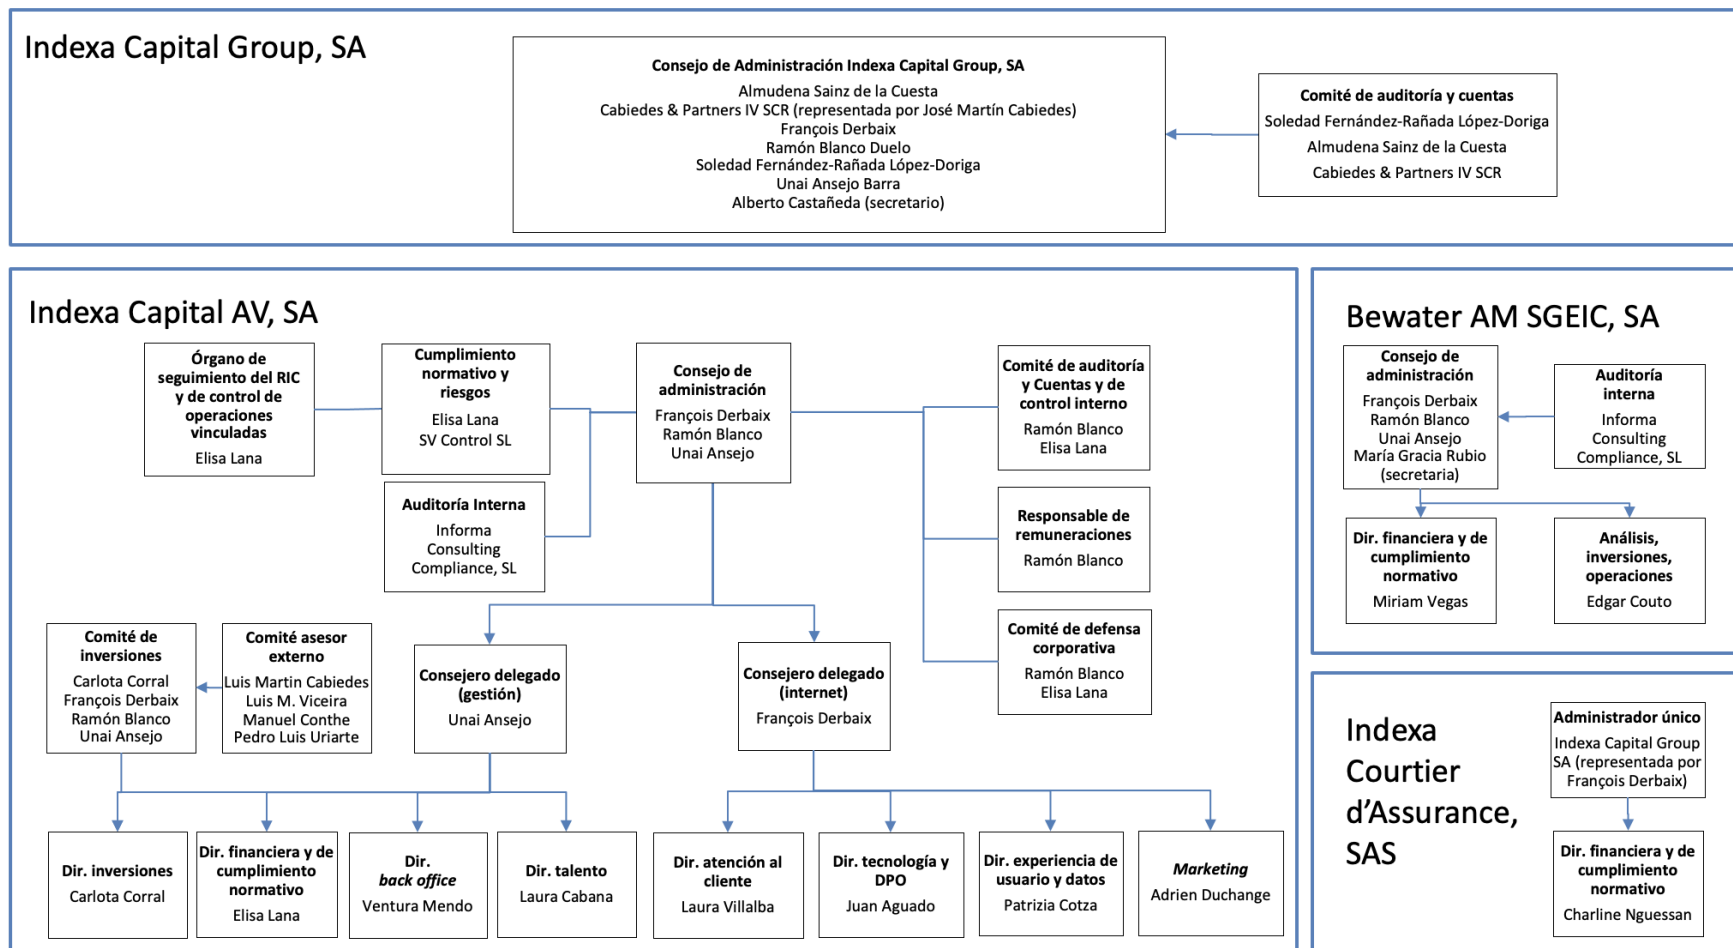 Indexa Capital Group, SA
Consejo de Administración Indexa Capital Group, SA
Almudena Sainz de la Cuesta
Cabiedes & Partners IV SCR (representada por José Martín Cabiedes)
François Derbaix
Ramón Blanco Duelo
Soledad Fernández-Rañada López-Doriga
Unai Ansejo Barra
Alberto Castañeda (secretario)
Comité de auditoría y cuentas
Soledad Fernández-Rañada López-Doriga
Almudena Sainz de la Cuesta
Cabiedes & Partners IV SCR
Indexa Capital AV, SA
Órgano de
seguimiento del RIC
y de control de
operaciones
vinculadas
Elisa Lana
Cumplimiento
normativo y
riesgos
Elisa Lana
SV Control SL
Consejo de
administración
François Derbaix
Ramón Blanco
Unai Ansejo
Comité de auditoría
y Cuentas y de
control interno
Ramón Blanco
Elisa Lana
Auditoría Interna
Informa
Consulting
Compliance, SL
Responsable de
remuneraciones
Ramón Blanco
Comité de defensa
corporativa
Ramón Blanco
Elisa Lana
Comité de
inversiones
Carlota Corral
François Derbaix
Ramón Blanco
Unai Ansejo
Comité asesor
externo
Luis Martin Cabiedes
Luis M. Viceira
Manuel Conthe
Pedro Luis Uriarte
Consejero delegado
(gestión)
Unai Ansejo
Consejero delegado
(internet)
François Derbaix
Dir. inversiones
Carlota Corral
Dir. financiera y de
cumplimiento
normativo
Elisa Lana
Dir.
back office
Ventura Mendo
Dir. talento
Laura Cabana
Dir. atención al
cliente
Laura Villalba
Dir. tecnología y
DPO
Juan Aguado
Dir. experiencia de
usuario y datos
Patrizia Cotza
Marketing
Adrien Duchange
Bewater AM SGEIC, SA
Consejo de
administración
François Derbaix
Ramón Blanco
Unai Ansejo
María Gracia Rubio
(secretaria)
Auditoría
interna
Informa
Consulting
Compliance, SL
Dir. financiera y de
cumplimiento
normativo
Miriam Vegas
Análisis,
inversiones,
operaciones
Edgar Couto
Indexa
Courtier
d’Assurance,
SAS
Administrador único
Indexa Capital Group
SA (representada por
François Derbaix)
Dir. financiera y de
cumplimiento
normativo
Charline Nguessan